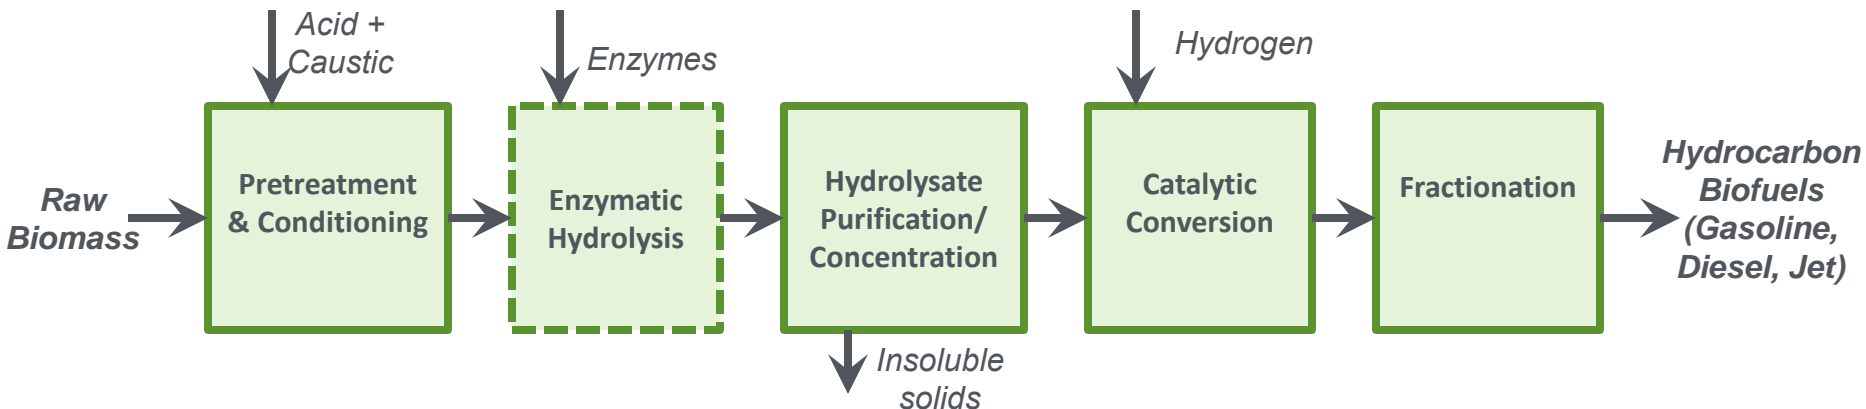 Acid +
Caustic
Enzymes
Hydrogen
Raw
Biomass
Pretreatment
& Conditioning
Enzymatic
Hydrolysis
Hydrolysate
Purification/
Concentration
Catalytic
Conversion
Fractionation
Hydrocarbon
Biofuels
(Gasoline,
Diesel, Jet)
Insoluble
solids